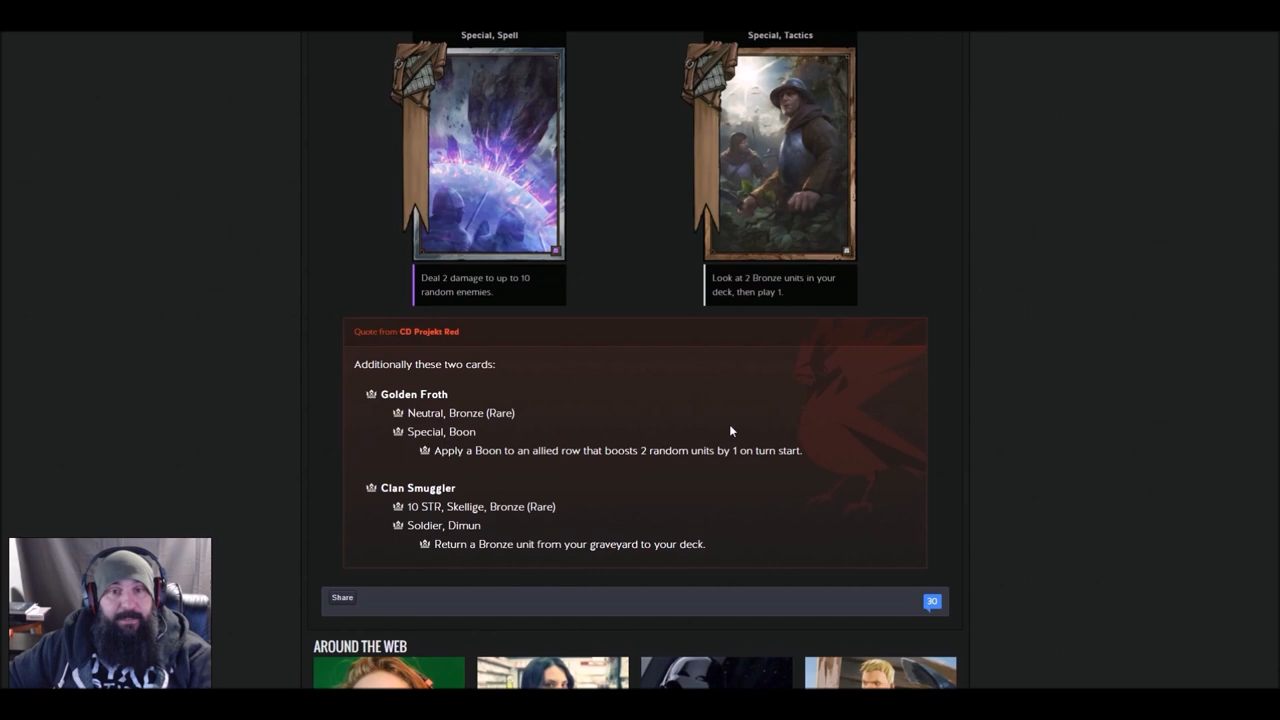 Special, Spell
Special, Tactics
Deal 2 damage to up to 10
random enemies.
Look at 2 Bronze units in your
deck, then play 1.
Quote from CD Projekt Red
Additionally these two cards:
Golden Froth
Neutral, Bronze (Rare)
Special, Boon
Apply a Boon to an allied row that boosts 2 random units by 1 on turn start.
Clan Smuggler
10 STR, Skellige, Bronze (Rare)
Soldier, Dimun
Return a Bronze unit from your graveyard to your deck.
Share
30
AROUND THE WEB